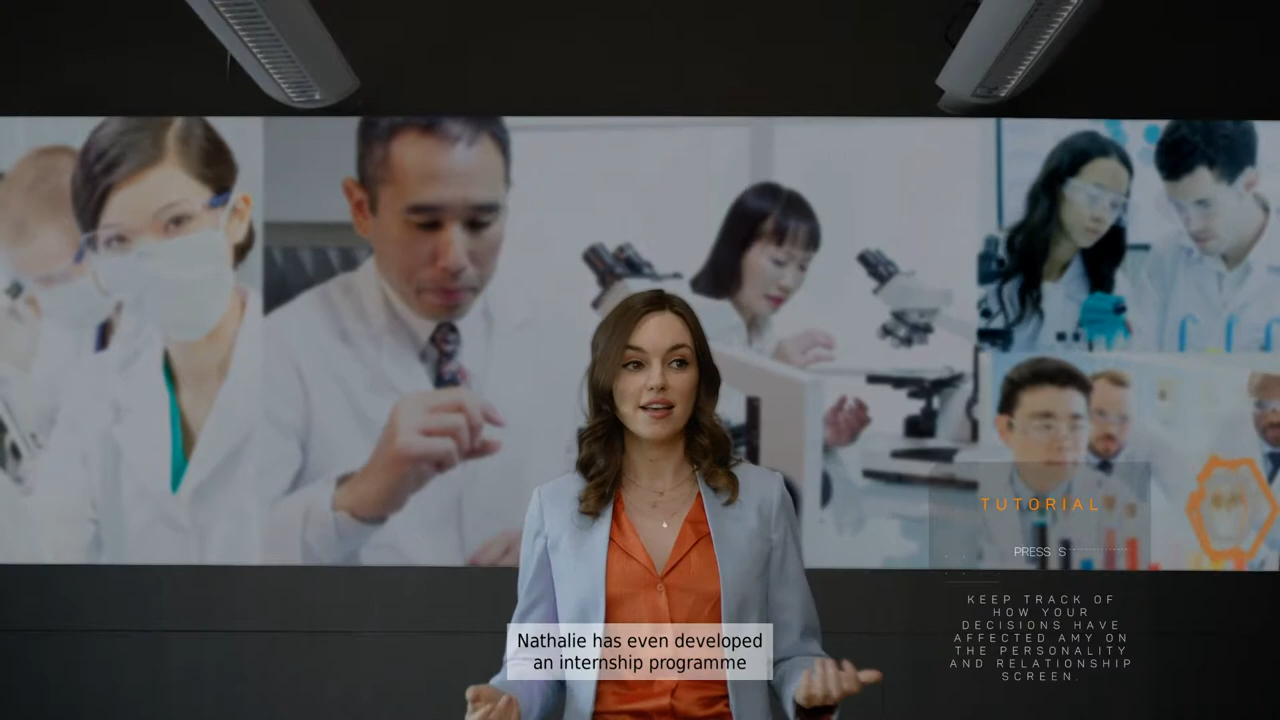 TUTORIAL
PRESS S
KEEP TRACK OF
HOW YOUR
DECISIONS HAVE
AFFECTED AMY ON
THE PERSONALITY
AND RELATIONSHIP
SCREEN.
Nathalie has even developed
an internship programme